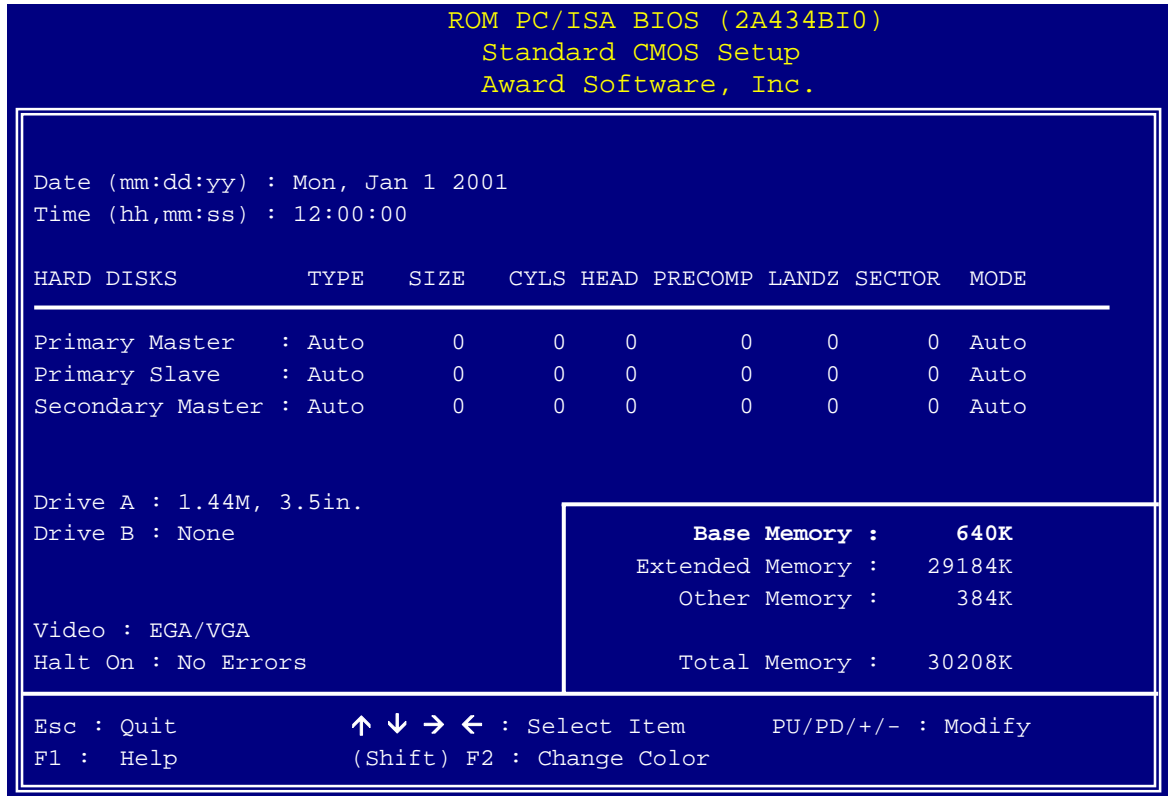 ROM PC/ISA BIOS (2A434BI0)
Standard CMOS Setup
Award Software, Inc.
Date (mm:dd:yy) : Mon, Jan 1 2001
Time (hh,mm:ss) : 12:00:00
HARD DISKS TYPE SIZE CYLS HEAD PRECOMP LANDZ SECTOR MODE
Primary Master : Auto 0 0 0 0 0 0 Auto
Primary Slave : Auto 0 0 0 0 0 0 Auto
Secondary Master : Auto 0 0 0 0 0 0 Auto
Drive A : 1.44M, 3.5in.
Drive B : None
Video : EGA/VGA
Halt On : No Errors
Base Memory : 640K
Extended Memory : 29184K
Other Memory : 384K
Total Memory : 30208K
Esc : Quit ↑ ↓ → ← : Select Item PU/PD/+/- : Modify
F1 : Help (Shift) F2 : Change Color